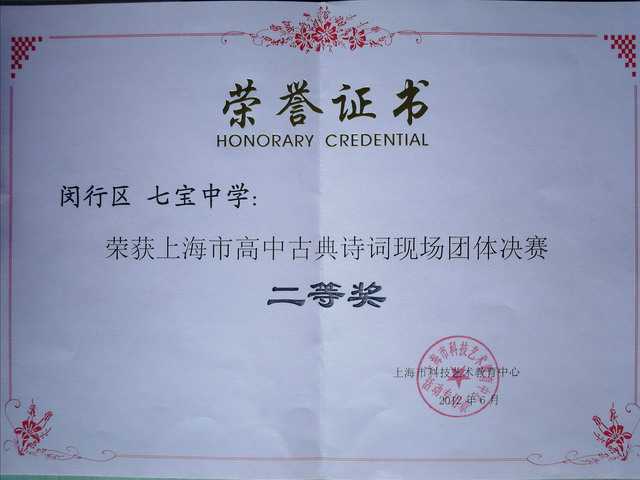 荣誉证书
HONORARY CREDENTIAL
闵行区 七宝中学:
荣获上海市高中古典诗词现场团体决赛
二等奖
上海市科技艺术教育中心
2012 年 6 月